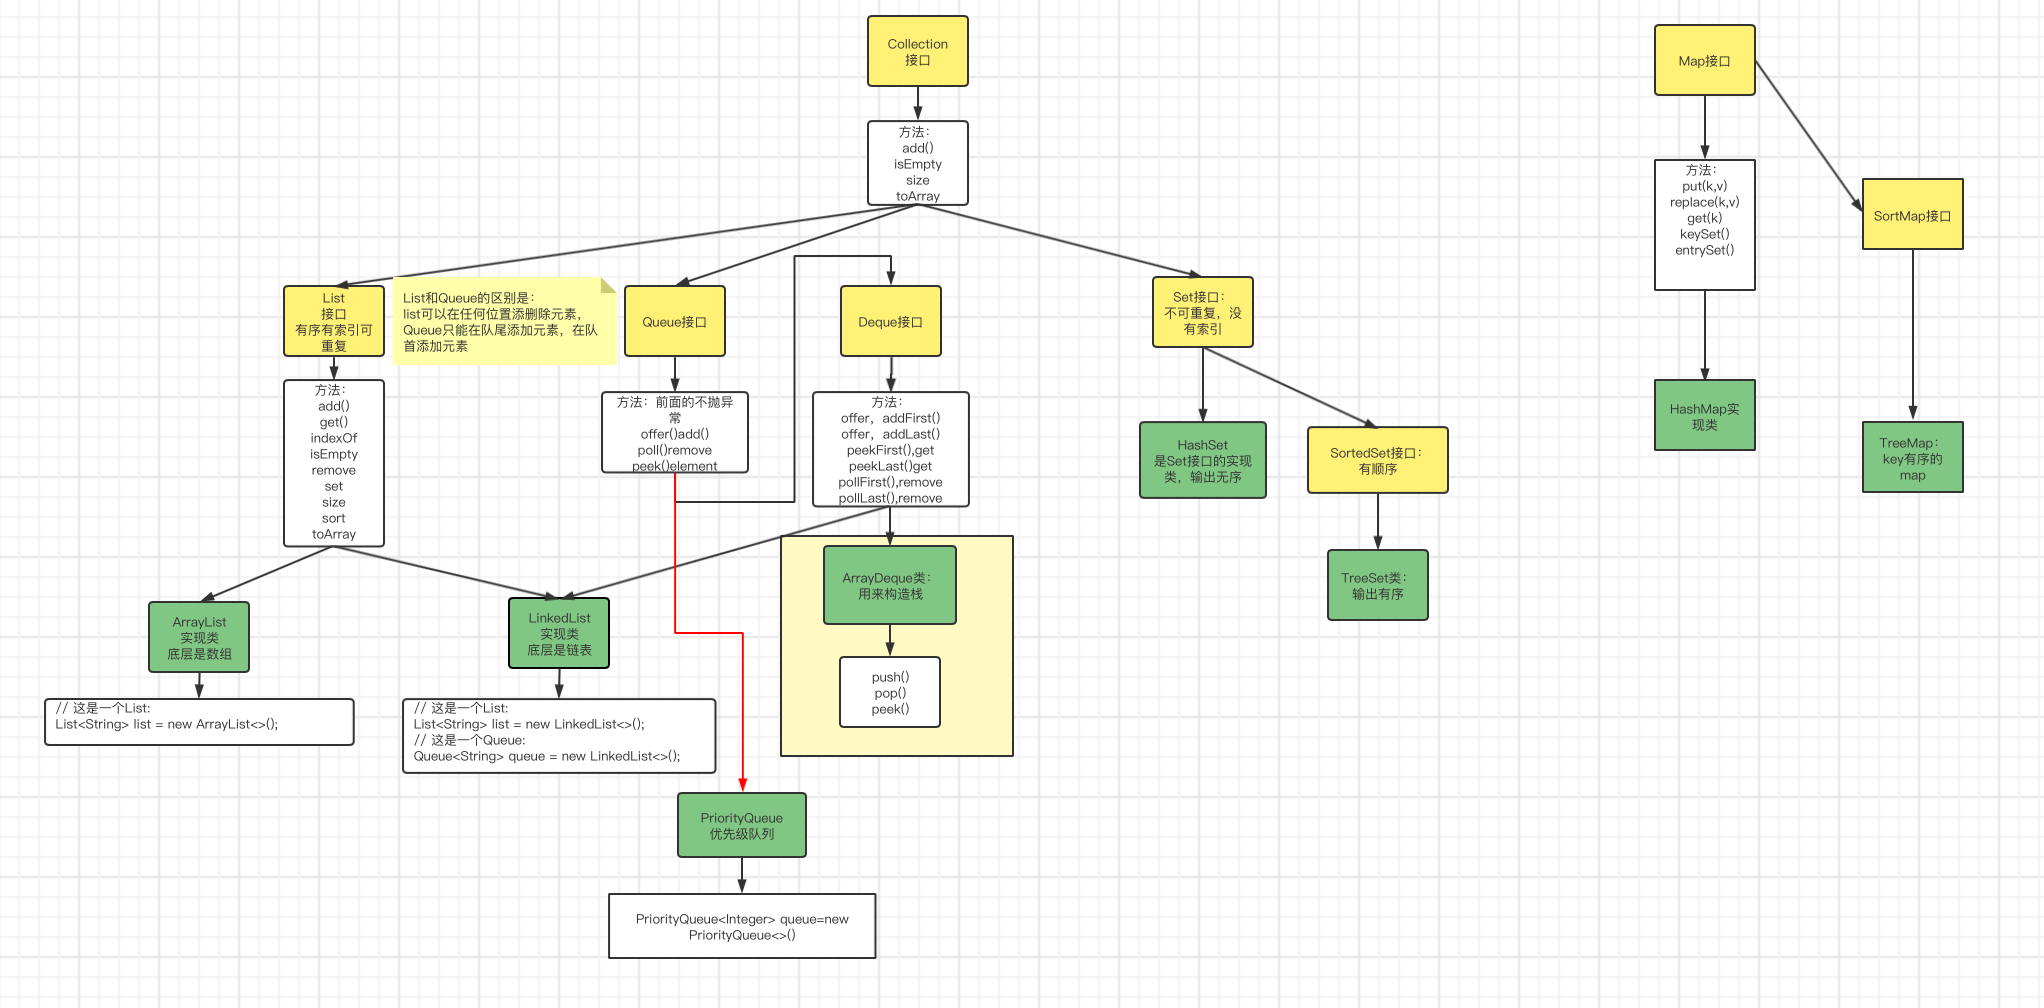 Collection
接口
方法：
add()
isEmpty
size
toArray
List
接口
有序有索引可
重复
List和Queue的区别是：
list可以在任何位置添删除元素，
Queue只能在队尾添加元素，在队
首添加元素
Queue接口
Deque接口
Set接口：
不可重复，没
有索引
方法：
add()
get()
indexOf
isEmpty
remove
set
size
sort
toArray
方法：前面的不抛异
常
offer()add()
poll()remove
peek()element
方法：
offer，addFirst()
offer，addLast()
peekFirst(),get
peekLast()get
pollFirst(),remove
pollLast(),remove
HashSet
是Set接口的实现
类，输出无序
SortedSet接口：
有顺序
TreeSet类：
输出有序
ArrayList
实现类
底层是数组
LinkedList
实现类
底层是链表
ArrayDeque类：
用来构造栈
push()
pop()
peek()
// 这是一个List:
List<String> list = new ArrayList<>();
// 这是一个List:
List<String> list = new LinkedList<>();
// 这是一个Queue:
Queue<String> queue = new LinkedList<>();
PriorityQueue
优先级队列
PriorityQueue<Integer> queue=new
PriorityQueue<>()
Map接口
方法：
put(k,v)
replace(k,v)
get(k)
keySet()
entrySet()
SortMap接口
HashMap实
现类
TreeMap：
key有序的
map